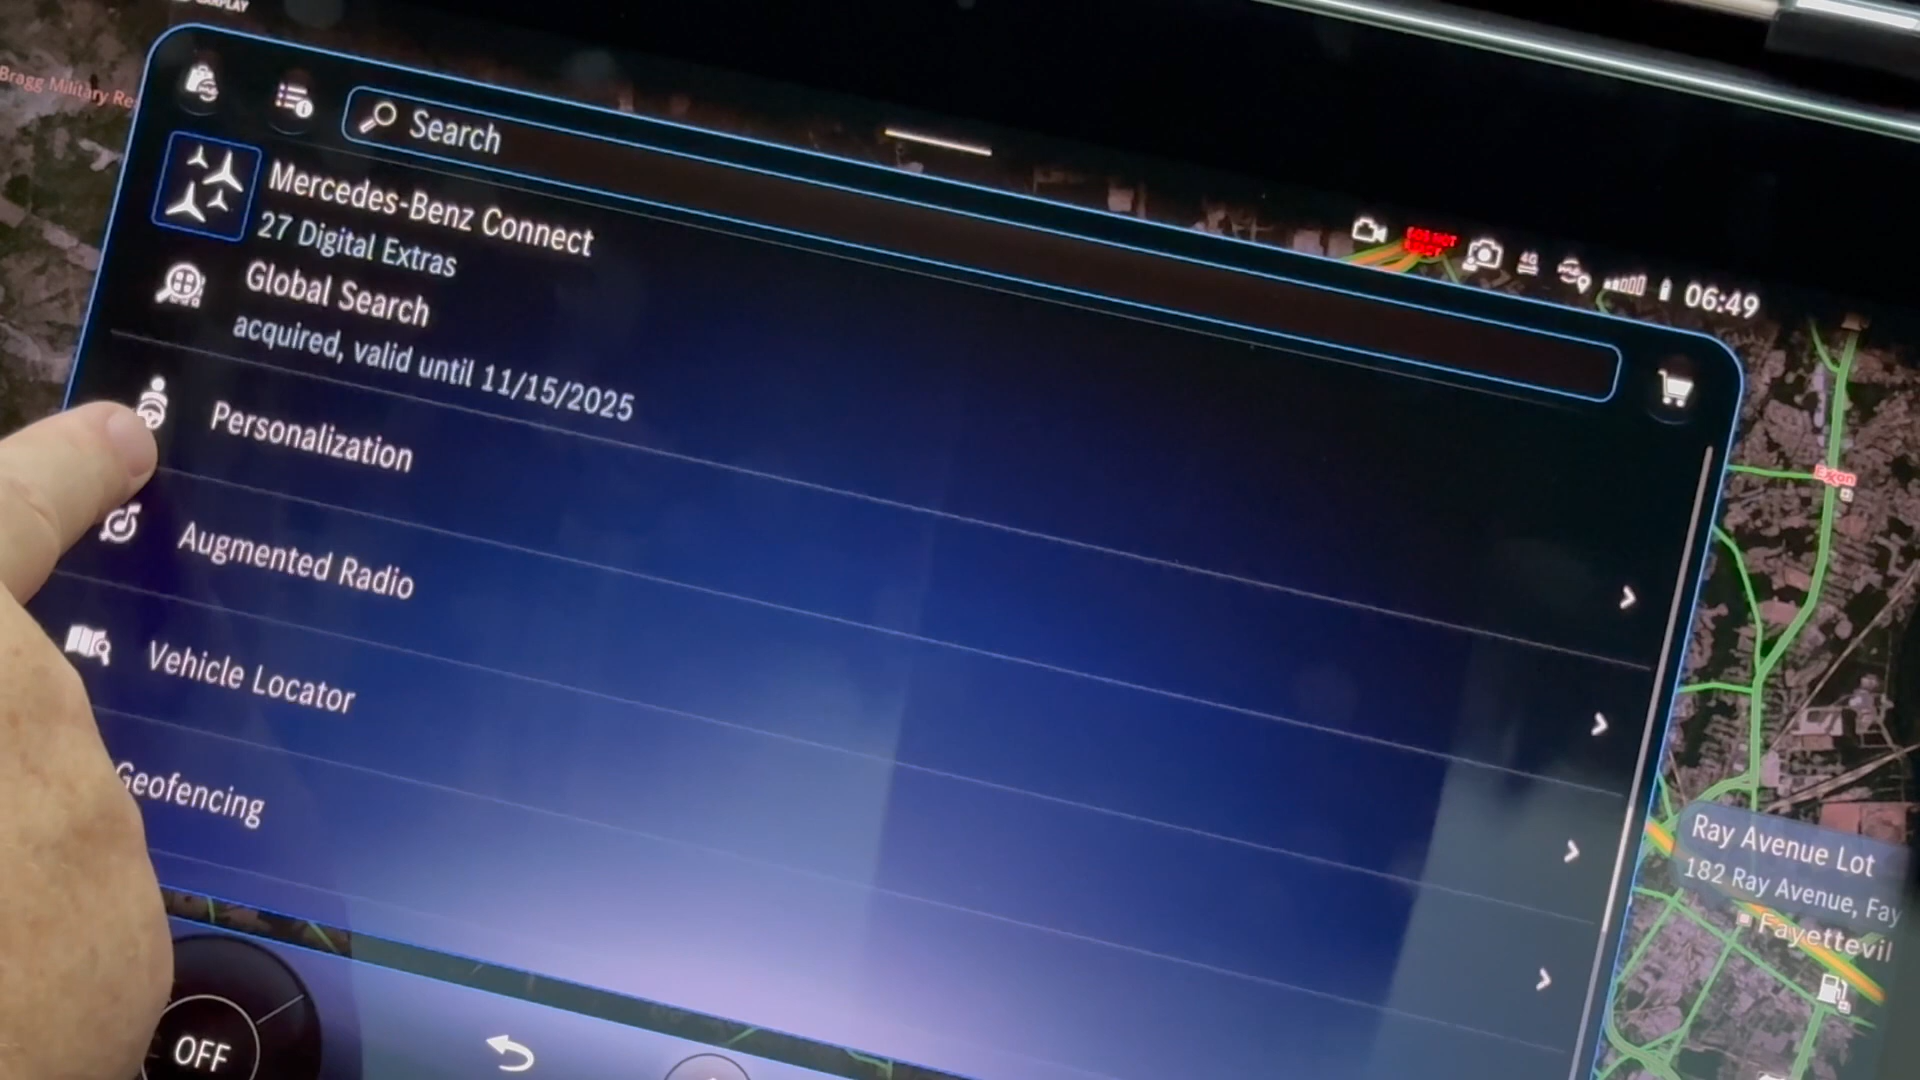 Bragg Military Re
Search
Mercedes-Benz Connect
27 Digital Extras
Global Search
acquired, valid until 11/15/2025
Personalization
Augmented Radio
Vehicle Locator
Geofencing
4G
06:49
Exxon
Ray Avenue Lot
182 Ray Avenue, Fay
Fayettevil
OFF